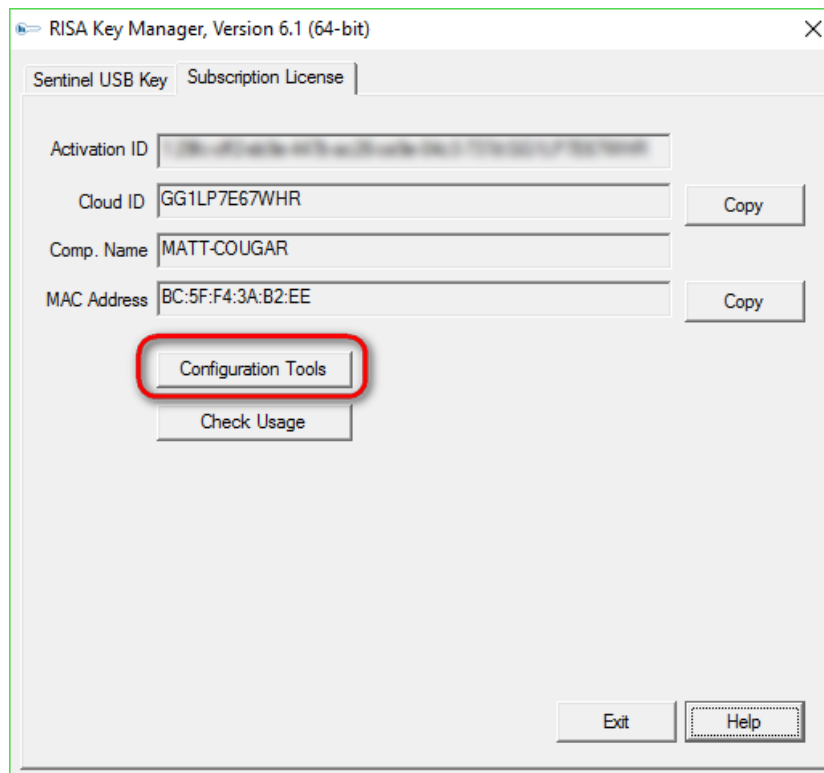 RISA Key Manager, Version 6.1 (64-bit)
Sentinel USB Key Subscription License
Activation ID
Cloud ID GG1LP7E67WHR Copy
Comp. Name MATT-COUGAR
MAC Address BC:5F:F4:3A:B2:EE Copy
Configuration Tools
Check Usage
Exit Help